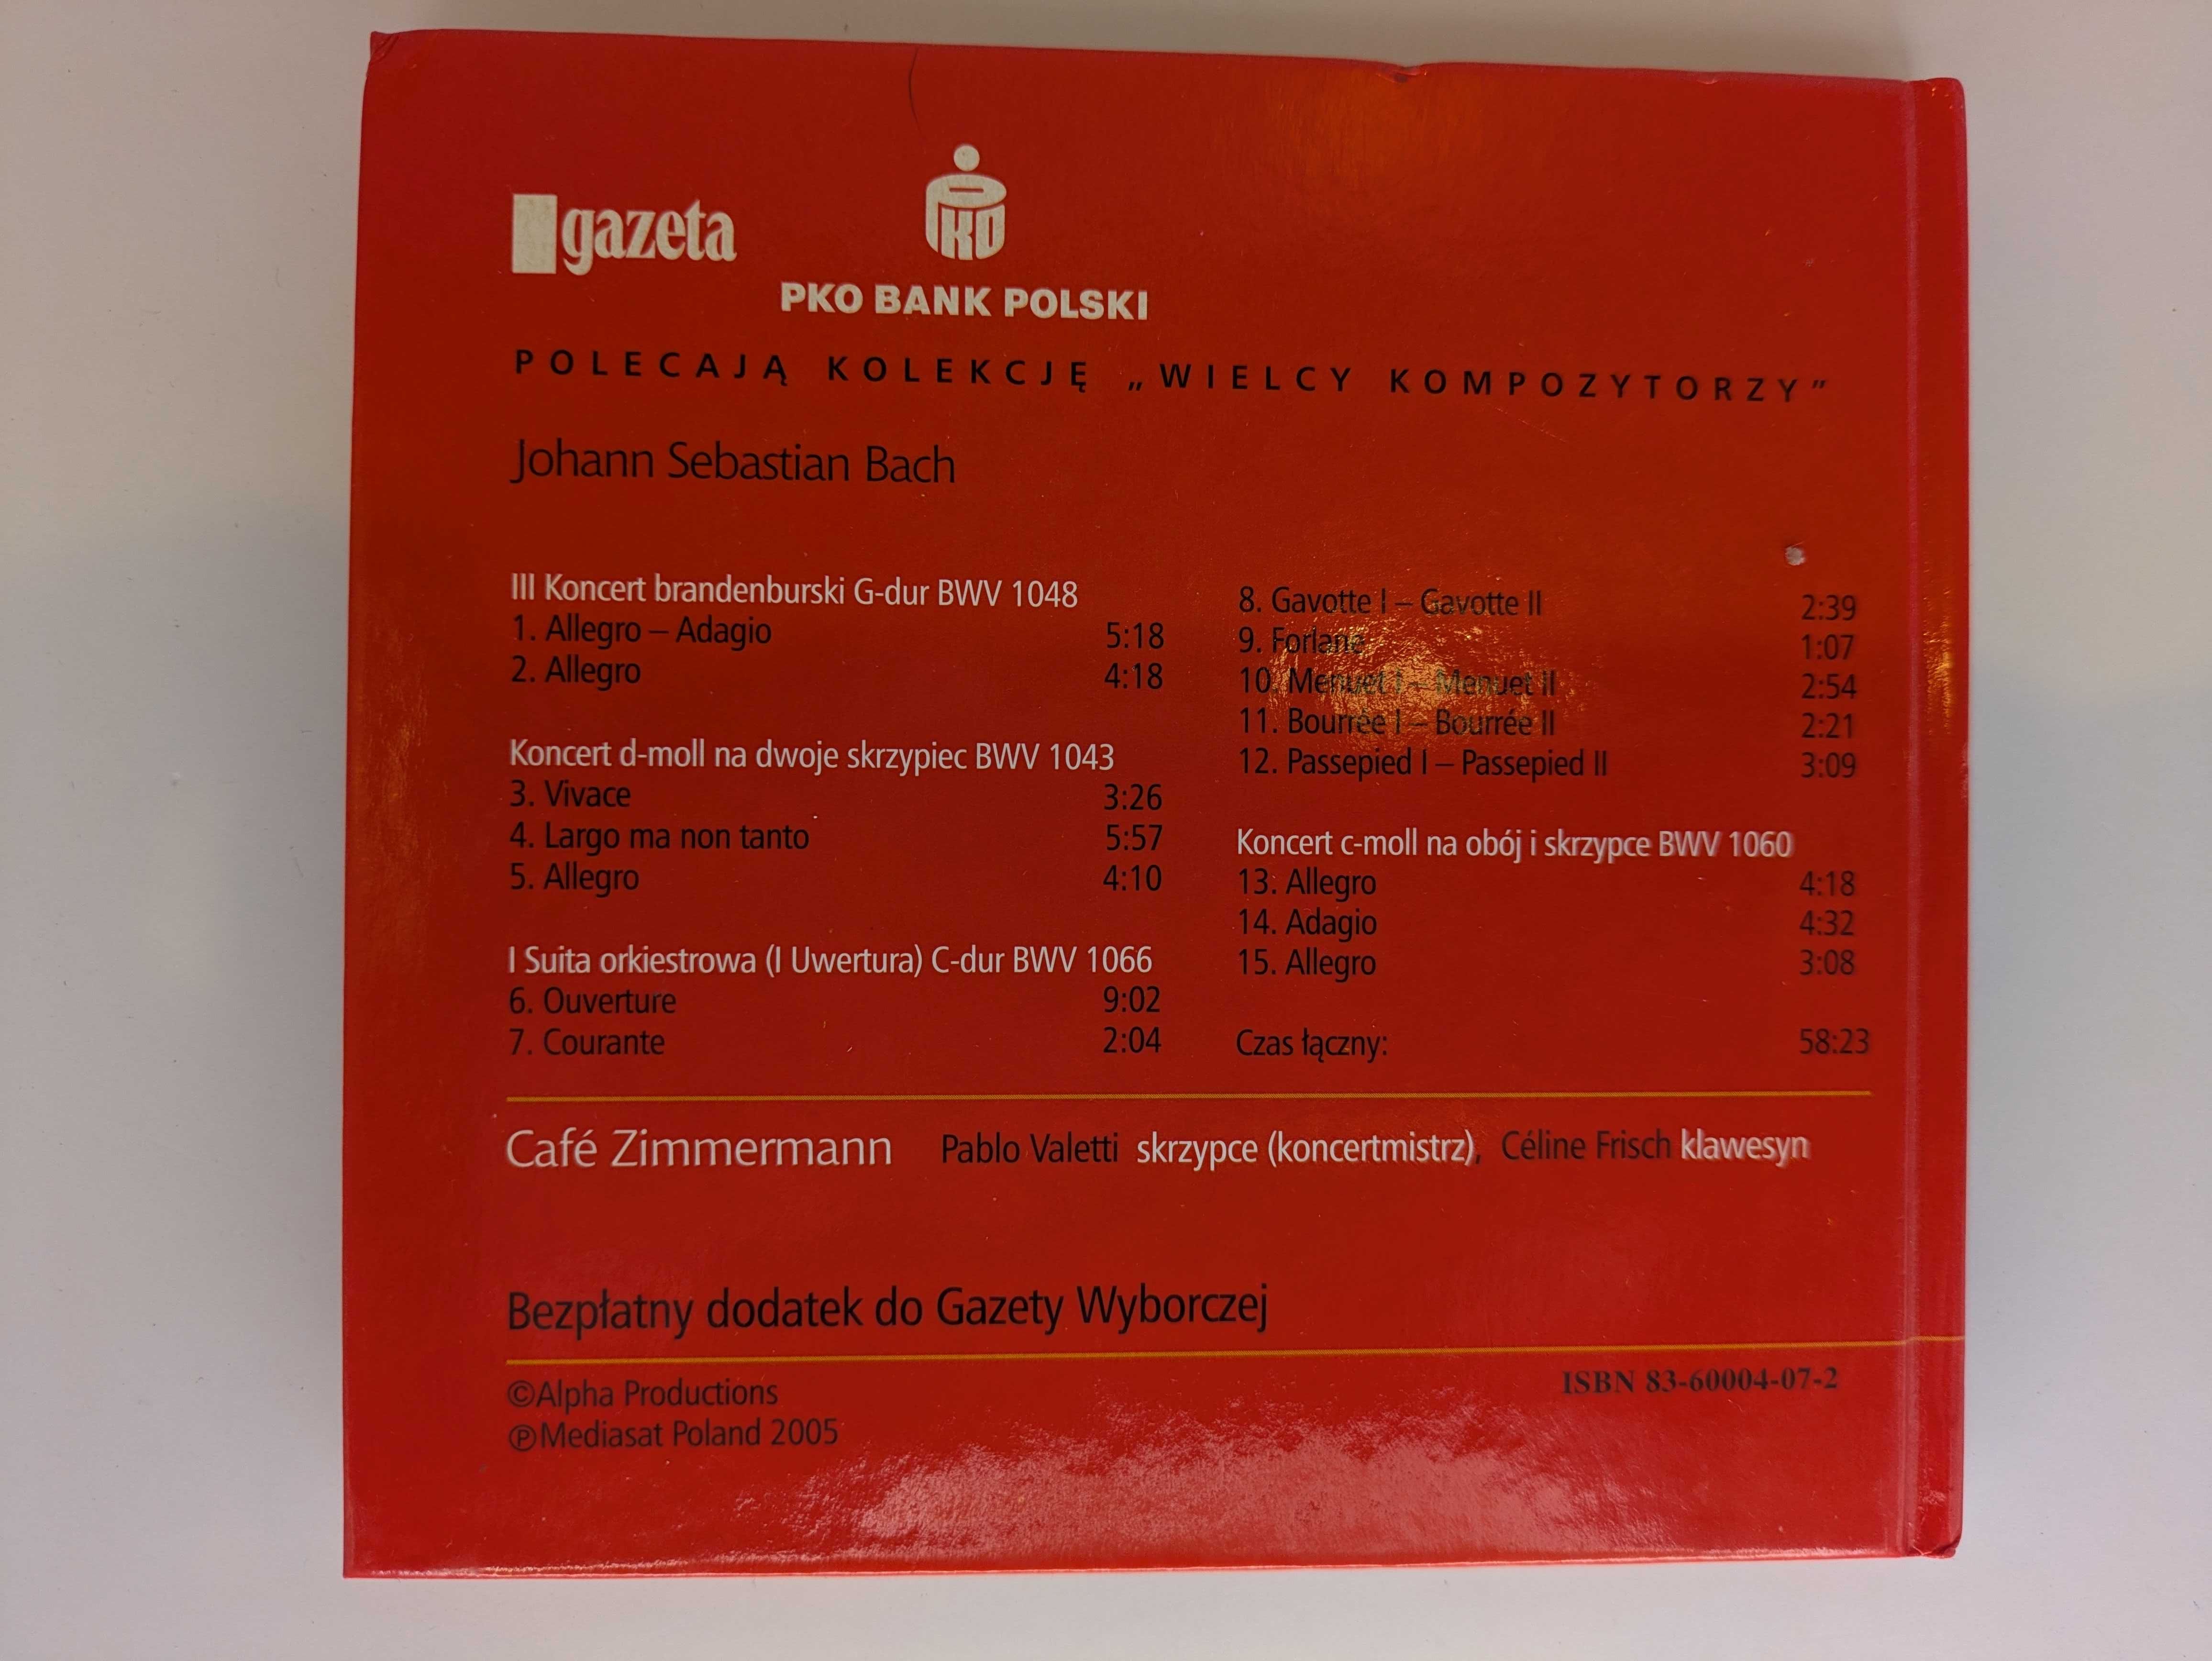 gazeta
PKO
PKO BANK POLSKI
POLECAJĄ KOLEKCJĘ „WIELCY KOMPOZYTORZY”
Johann Sebastian Bach
III Koncert brandenburski G-dur BWV 1048
1. Allegro – Adagio 5:18
2. Allegro 4:18
Koncert d-moll na dwoje skrzypiec BWV 1043
3. Vivace 3:26
4. Largo ma non tanto 5:57
5. Allegro 4:10
I Suita orkiestrowa (I Uwertura) C-dur BWV 1066
6. Ouverture 9:02
7. Courante 2:04
8. Gavotte I – Gavotte II 2:39
9. Forlane 1:07
10. Menuet I – Menuet II 2:54
11. Bourrée I – Bourrée II 2:21
12. Passepied I – Passepied II 3:09
Koncert c-moll na obój i skrzypce BWV 1060
13. Allegro 4:18
14. Adagio 4:32
15. Allegro 3:08
Czas łączny: 58:23
Café Zimmermann Pablo Valetti skrzypce (koncertmistrz), Céline Frisch klawesyn
Bezpłatny dodatek do Gazety Wyborczej
©Alpha Productions
℗Mediasat Poland 2005
ISBN 83-60004-07-2